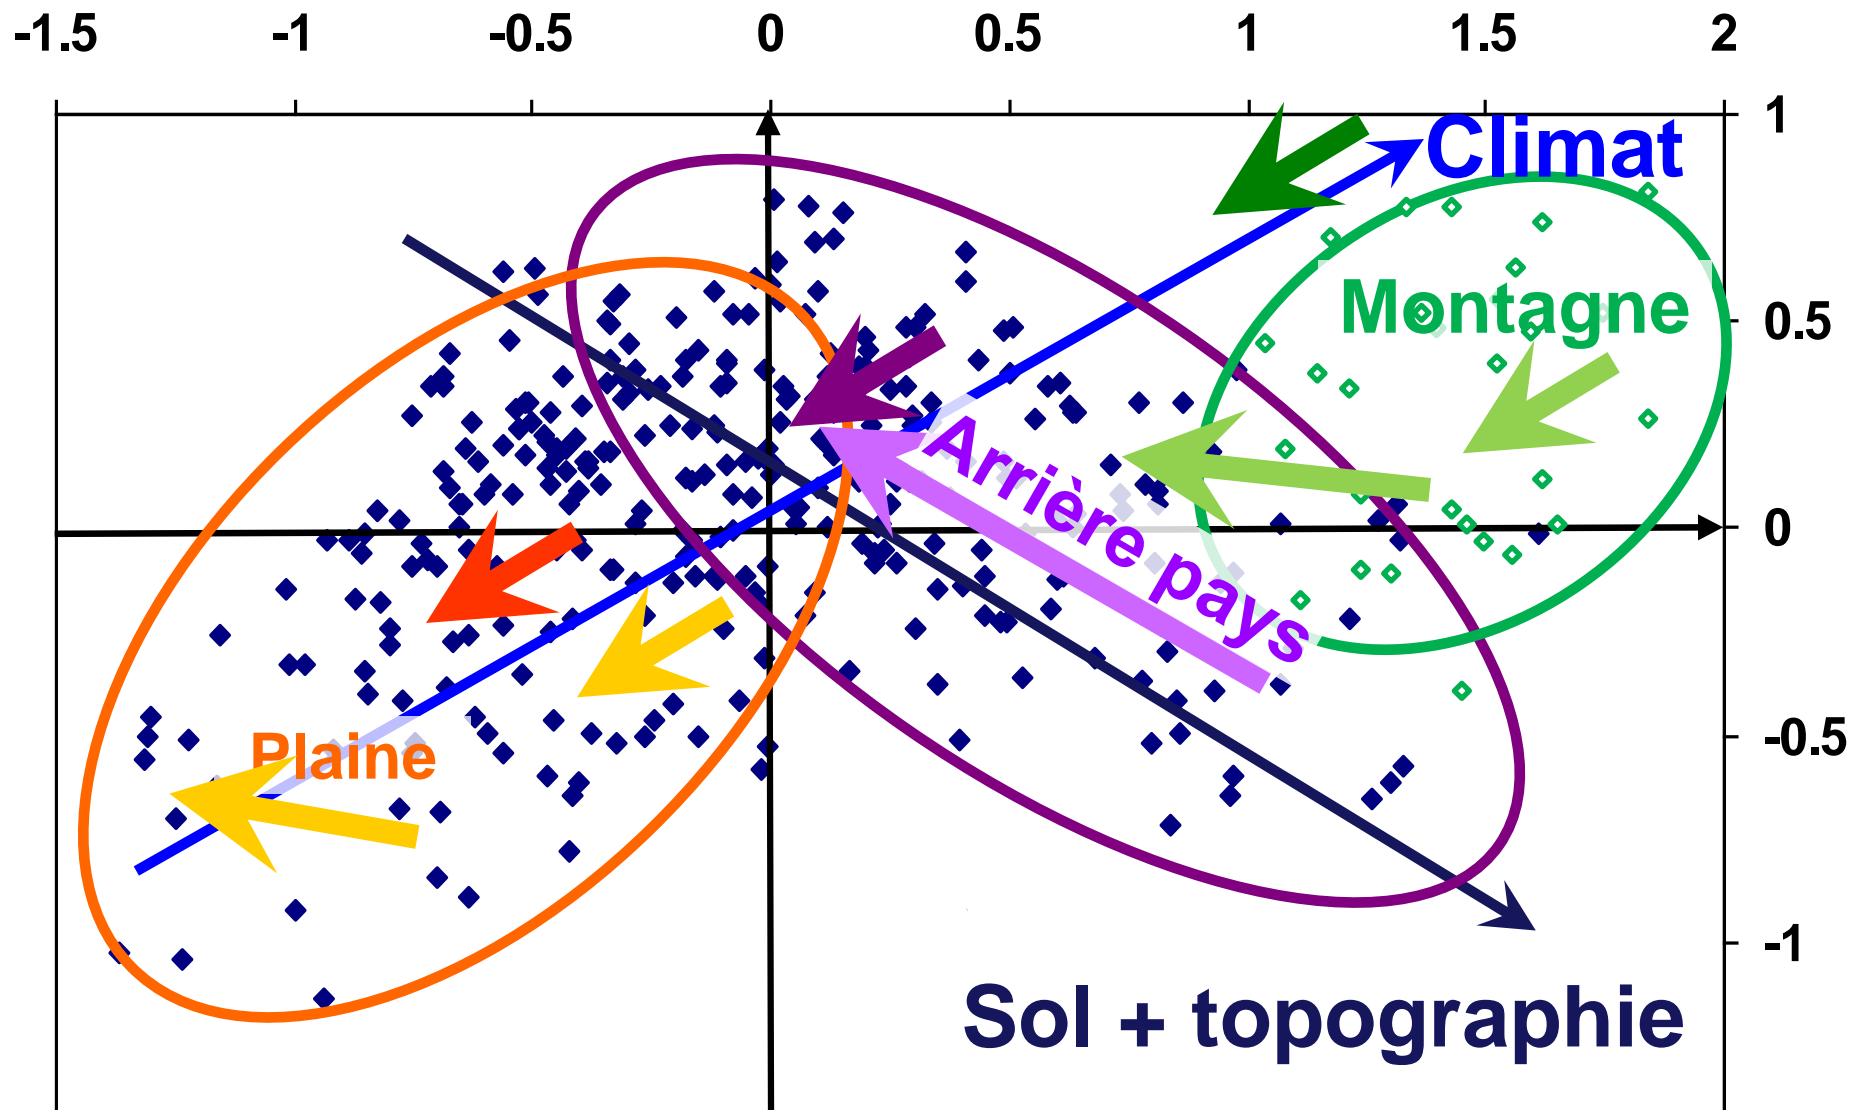 -1.5 -1 -0.5 0 0.5 1 1.5 2
1
Climat
Montagne
0.5
Arrière pays
0
Plaine
-0.5
-1
Sol + topographie